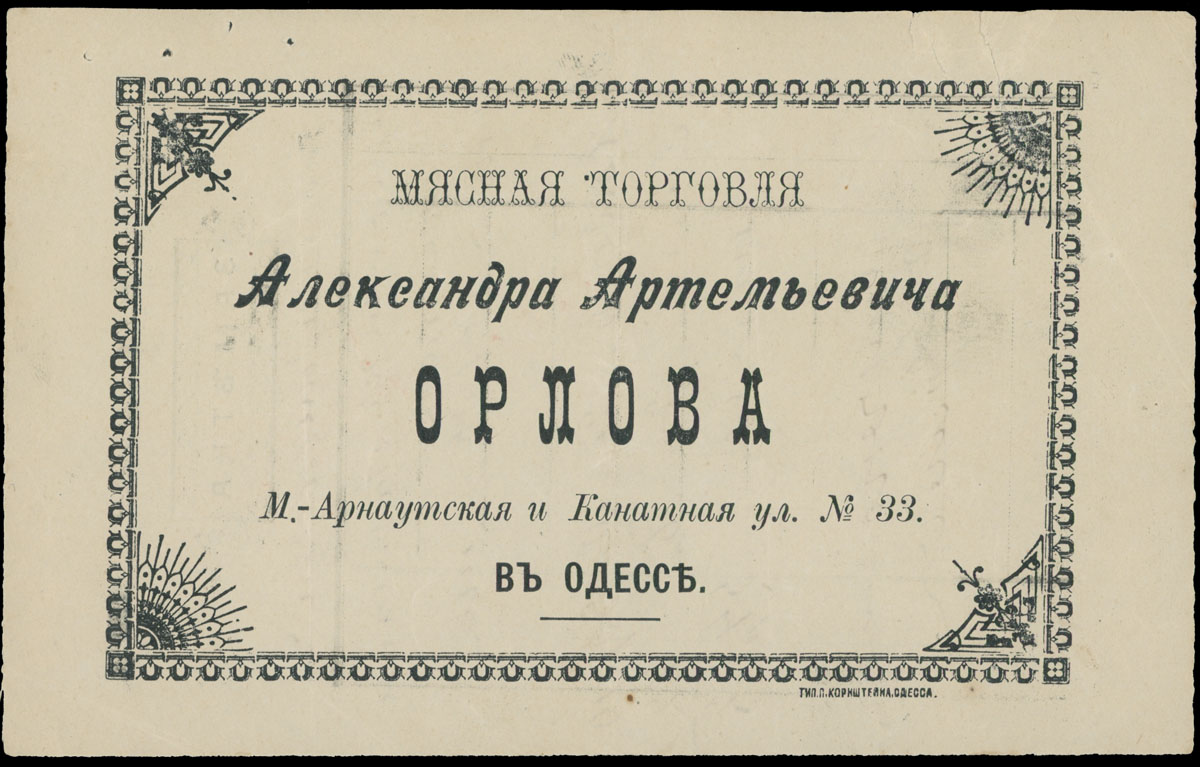 МЯСНАЯ ТОРГОВЛЯ
Александра Артемьевича
ОРЛОВА
М.-Арнаутская и Канатная ул. № 33.
ВЪ ОДЕССѢ.
ТИП.П.КОРНШТЕЙНА.ОДЕССА.